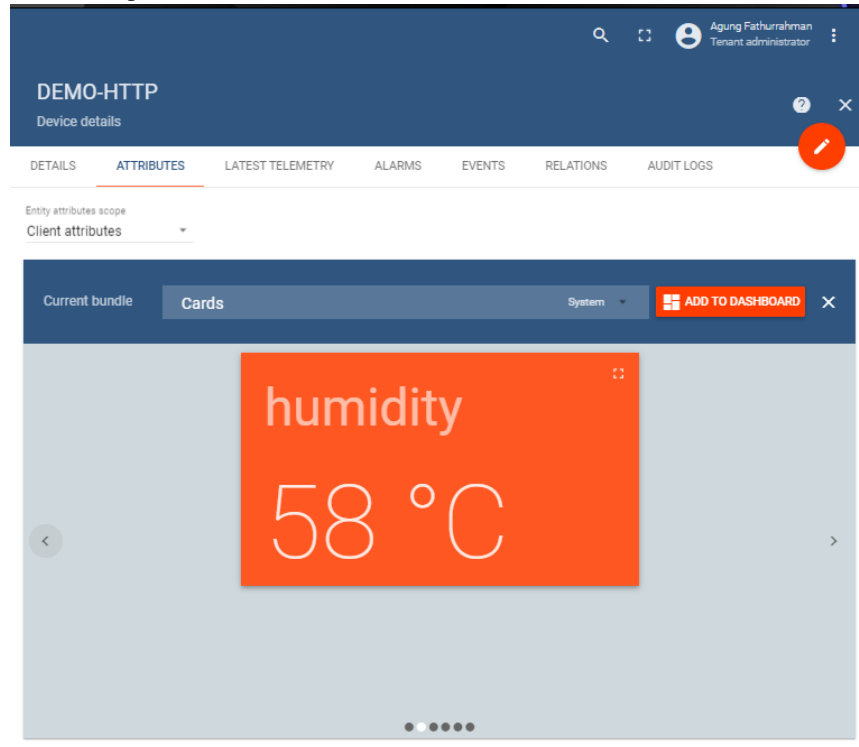 Agung Fathurrahman
Tenant administrator
DEMO-HTTP
Device details
DETAILS ATTRIBUTES LATEST TELEMETRY ALARMS EVENTS RELATIONS AUDIT LOGS
Entity attributes scope
Client attributes
Current bundle Cards System ADD TO DASHBOARD
humidity
58 °C